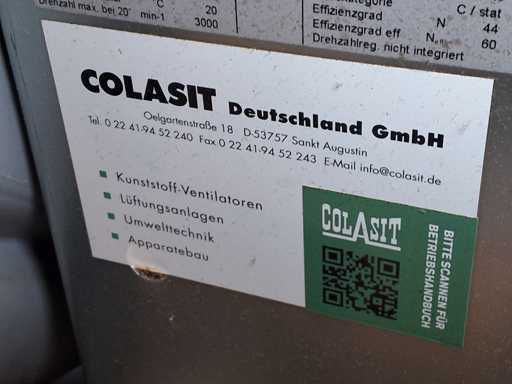 Drehzahl max. bei 20° min-1 3000
°C 20
C / stat
Effizienzgrad N 44
Effizienzgrad eff N 60
Drehzahlreg. nicht integriert
COLASIT Deutschland GmbH
Oelgartenstraße 18 D-53757 Sankt Augustin
Tel. 0 22 41-94 52 240 Fax 0 22 41-94 52 243 E-Mail info@colasit.de
Kunststoff-Ventilatoren
Lüftungsanlagen
Umwelttechnik
Apparatebau
COLASIT
BITTE SCANNEN FÜR
BETRIEBSHANDBUCH